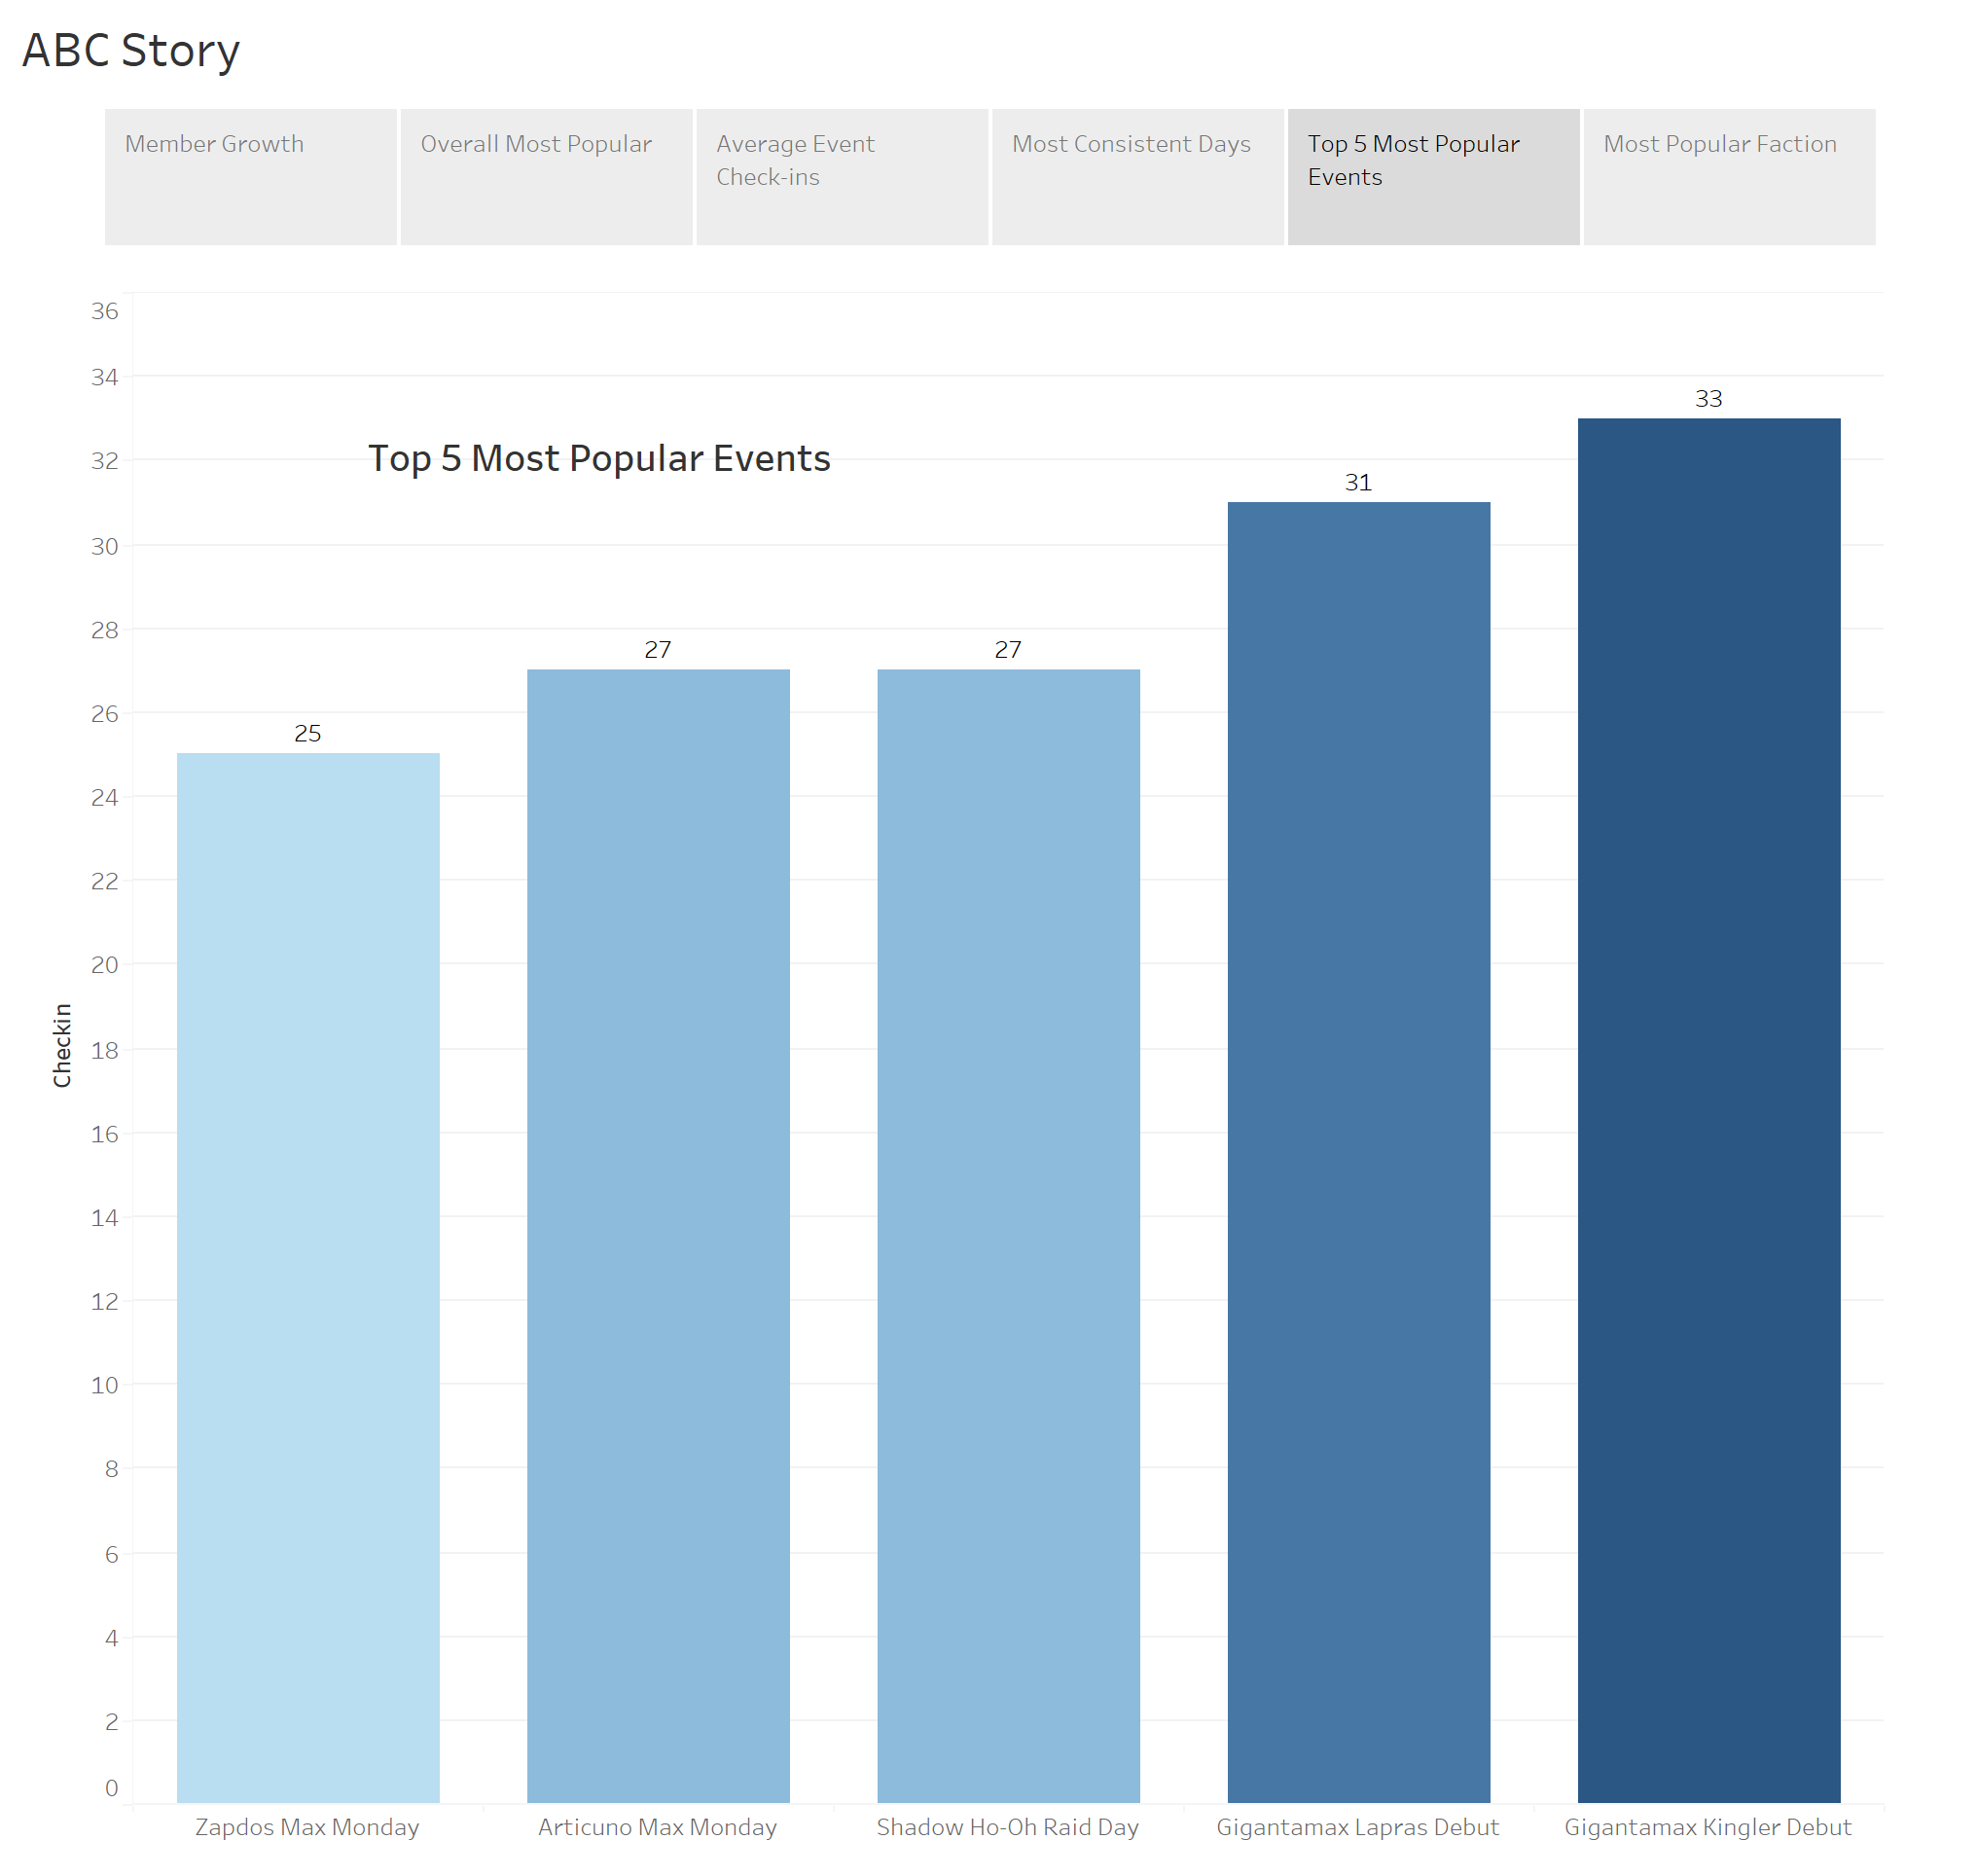 ABC Story
Member Growth
Overall Most Popular
Average Event
Check-ins
Most Consistent Days
Top 5 Most Popular
Events
Most Popular Faction
Top 5 Most Popular Events
Checkin
36
34
32
30
28
26
24
22
20
18
16
14
12
10
8
6
4
2
0
25
27
27
31
33
Zapdos Max Monday
Articuno Max Monday
Shadow Ho-Oh Raid Day
Gigantamax Lapras Debut
Gigantamax Kingler Debut